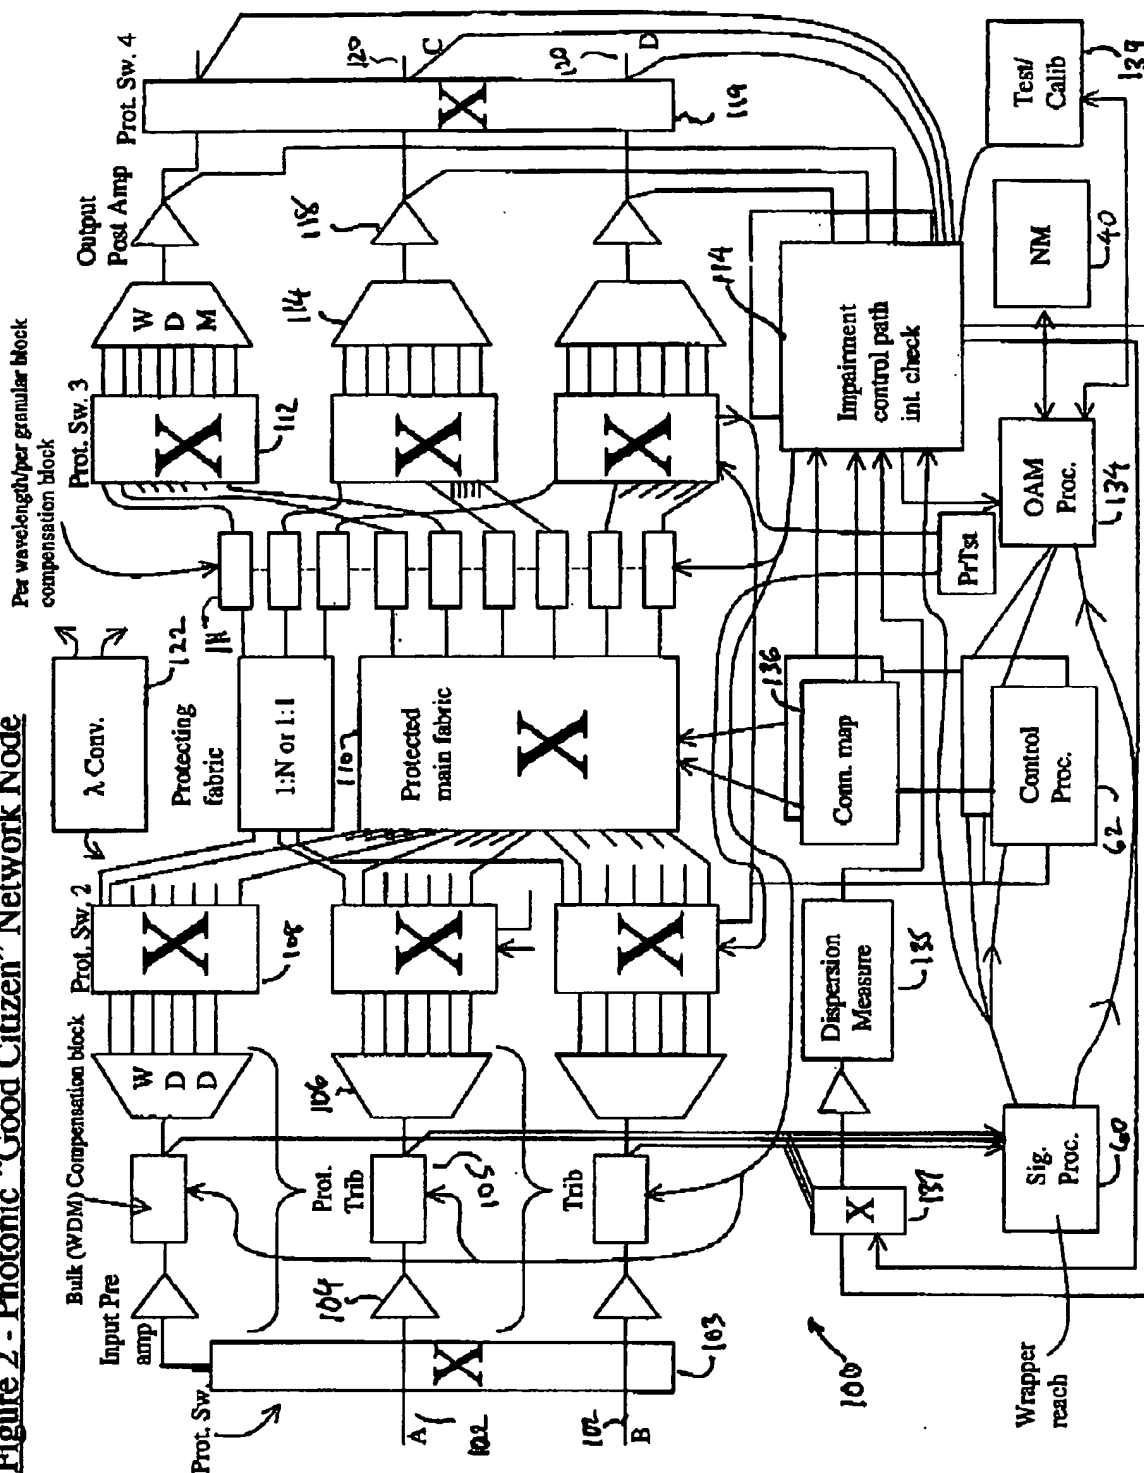 Figure 2 - Photonic "Good Citizen" Network Node
Per wavelength/per granular block
compensation block
Bulk (WDM) Compensation block
Input Pre
amp
Prot. Sw.
Prot. Sw. 2
Prot. Sw. 3
Prot. Sw. 4
Output
Post Amp
λ Conv.
122
Protecting
fabric
1:N or 1:1
Protected
main fabric
X
110
W
D
D
W
D
M
X
108
X
112
X
X
X
X
X
103
X
119
A
102
102
B
104
105
106
Prot.
Trib
Trib
114
118
120
C
120
D
Dispersion
Measure
135
X
137
Conn. map
136
Impairment
control path
int. check
114
Sig.
Proc.
60
Control
Proc.
62
PrTst
OAM
Proc.
134
NM
40
Test/
Calib
139
100
Wrapper
reach